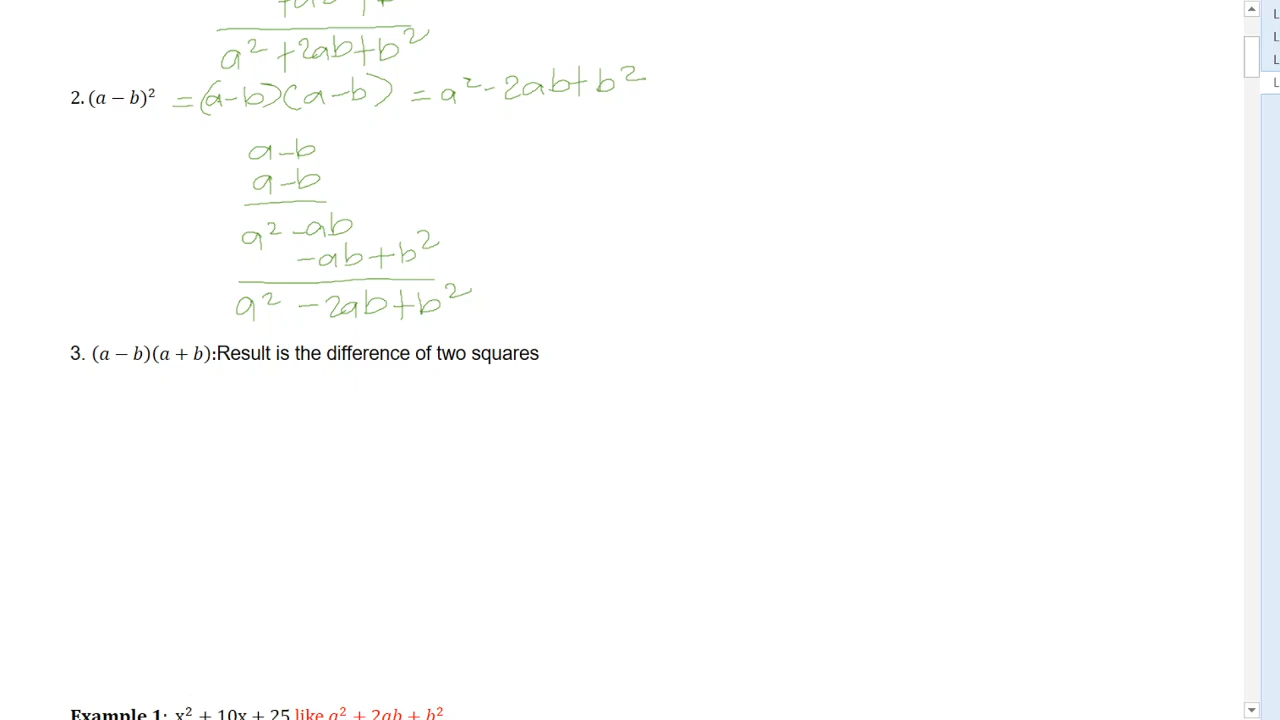 a² + 2ab + b²
2. (a − b)² = (a-b)(a-b) = a² - 2ab + b²
a-b
a-b
a² - ab
-ab + b²
a² - 2ab + b²
3. (a − b)(a + b):Result is the difference of two squares
Example 1: x² + 10x + 25 like a² + 2ab + b²